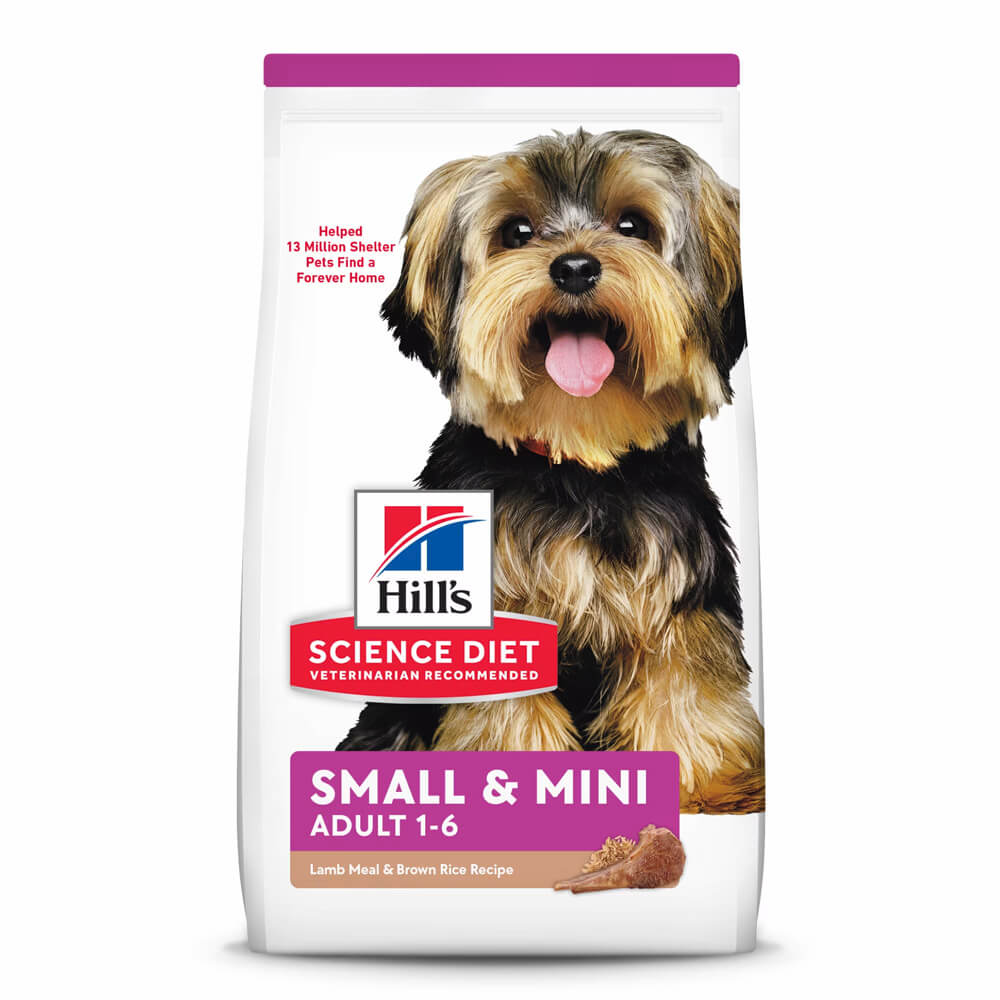 Helped
13 Million Shelter
Pets Find a
Forever Home
Hill's
SCIENCE DIET
VETERINARIAN RECOMMENDED
SMALL & MINI
ADULT 1-6
Lamb Meal & Brown Rice Recipe